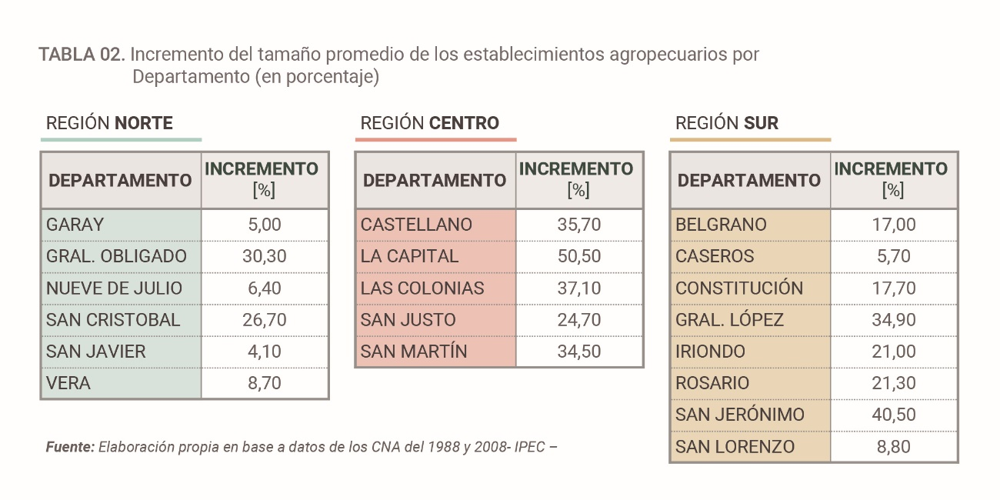 TABLA 02. Incremento del tamaño promedio de los establecimientos agropecuarios por
Departamento (en porcentaje)
REGIÓN NORTE
DEPARTAMENTO INCREMENTO
[%]
GARAY 5,00
GRAL. OBLIGADO 30,30
NUEVE DE JULIO 6,40
SAN CRISTOBAL 26,70
SAN JAVIER 4,10
VERA 8,70
REGIÓN CENTRO
DEPARTAMENTO INCREMENTO
[%]
CASTELLANO 35,70
LA CAPITAL 50,50
LAS COLONIAS 37,10
SAN JUSTO 24,70
SAN MARTÍN 34,50
REGIÓN SUR
DEPARTAMENTO INCREMENTO
[%]
BELGRANO 17,00
CASEROS 5,70
CONSTITUCIÓN 17,70
GRAL. LÓPEZ 34,90
IRIONDO 21,00
ROSARIO 21,30
SAN JERÓNIMO 40,50
SAN LORENZO 8,80
Fuente: Elaboración propia en base a datos de los CNA del 1988 y 2008- IPEC –